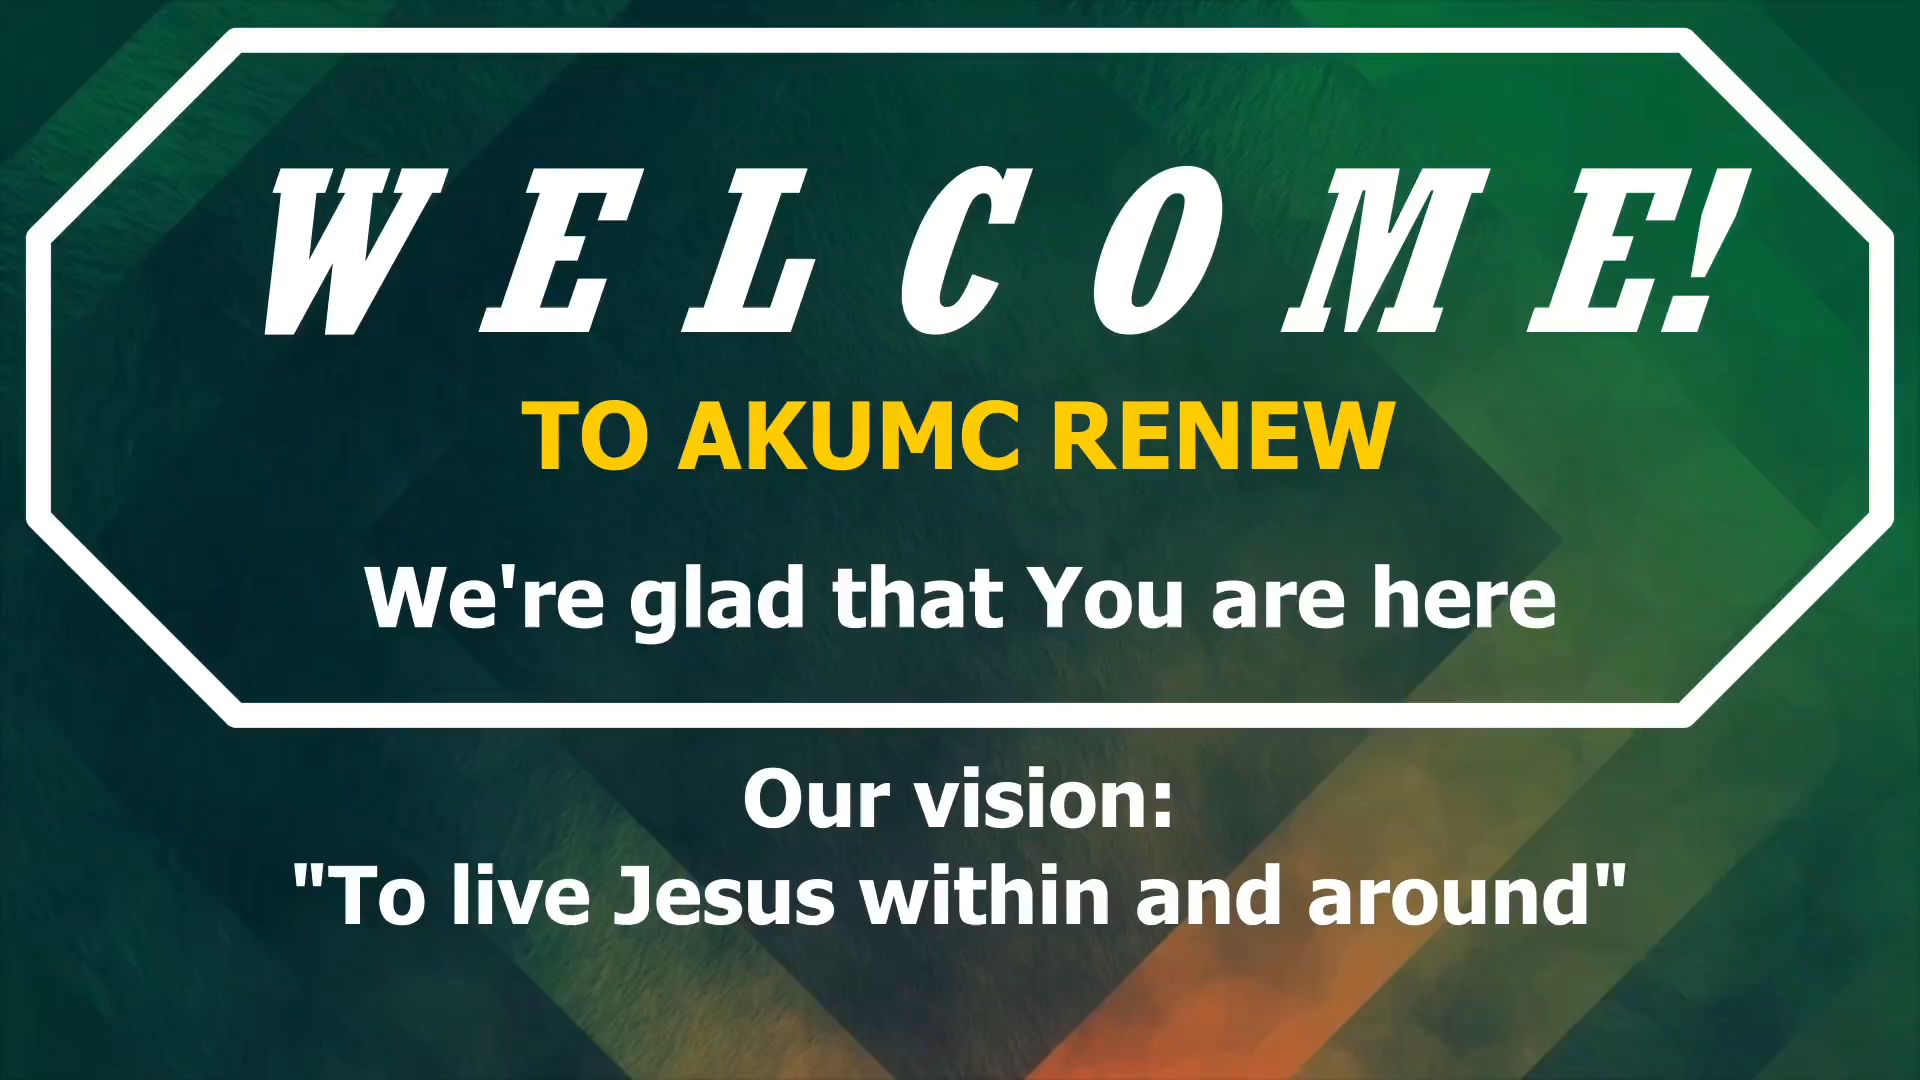 WELCOME!
TO AKUMC RENEW
We're glad that You are here
Our vision:
"To live Jesus within and around"